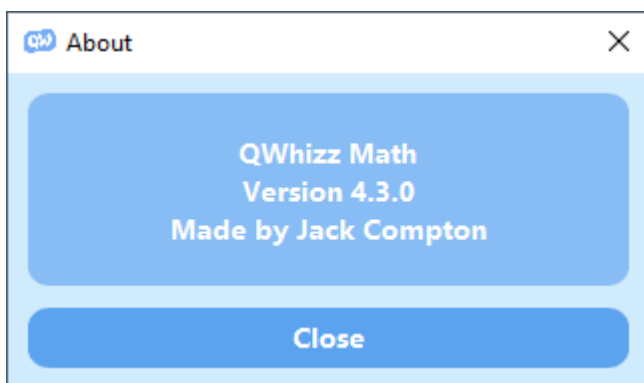 QW About
QWhizz Math
Version 4.3.0
Made by Jack Compton
Close